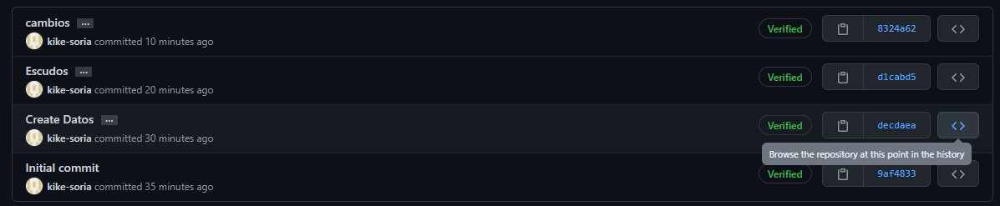 cambios ...
kike-soria committed 10 minutes ago
Verified
8324a62
Escudos ...
kike-soria committed 20 minutes ago
Verified
d1cabd5
Create Datos ...
kike-soria committed 30 minutes ago
Verified
decdaea
Browse the repository at this point in the history
Initial commit
kike-soria committed 35 minutes ago
Verified
9af4833